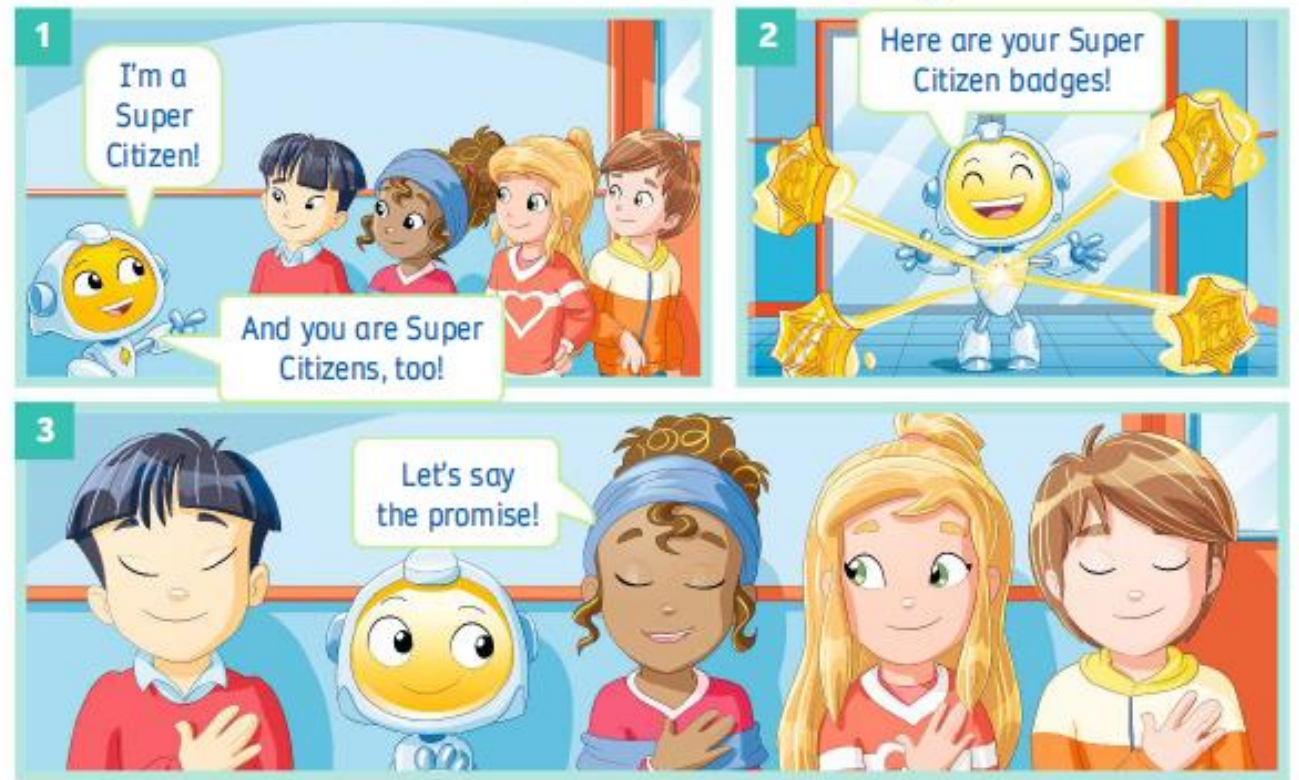 1
I'm a
Super
Citizen!
And you are Super
Citizens, too!
2
Here are your Super
Citizen badges!
3
Let's say
the promise!